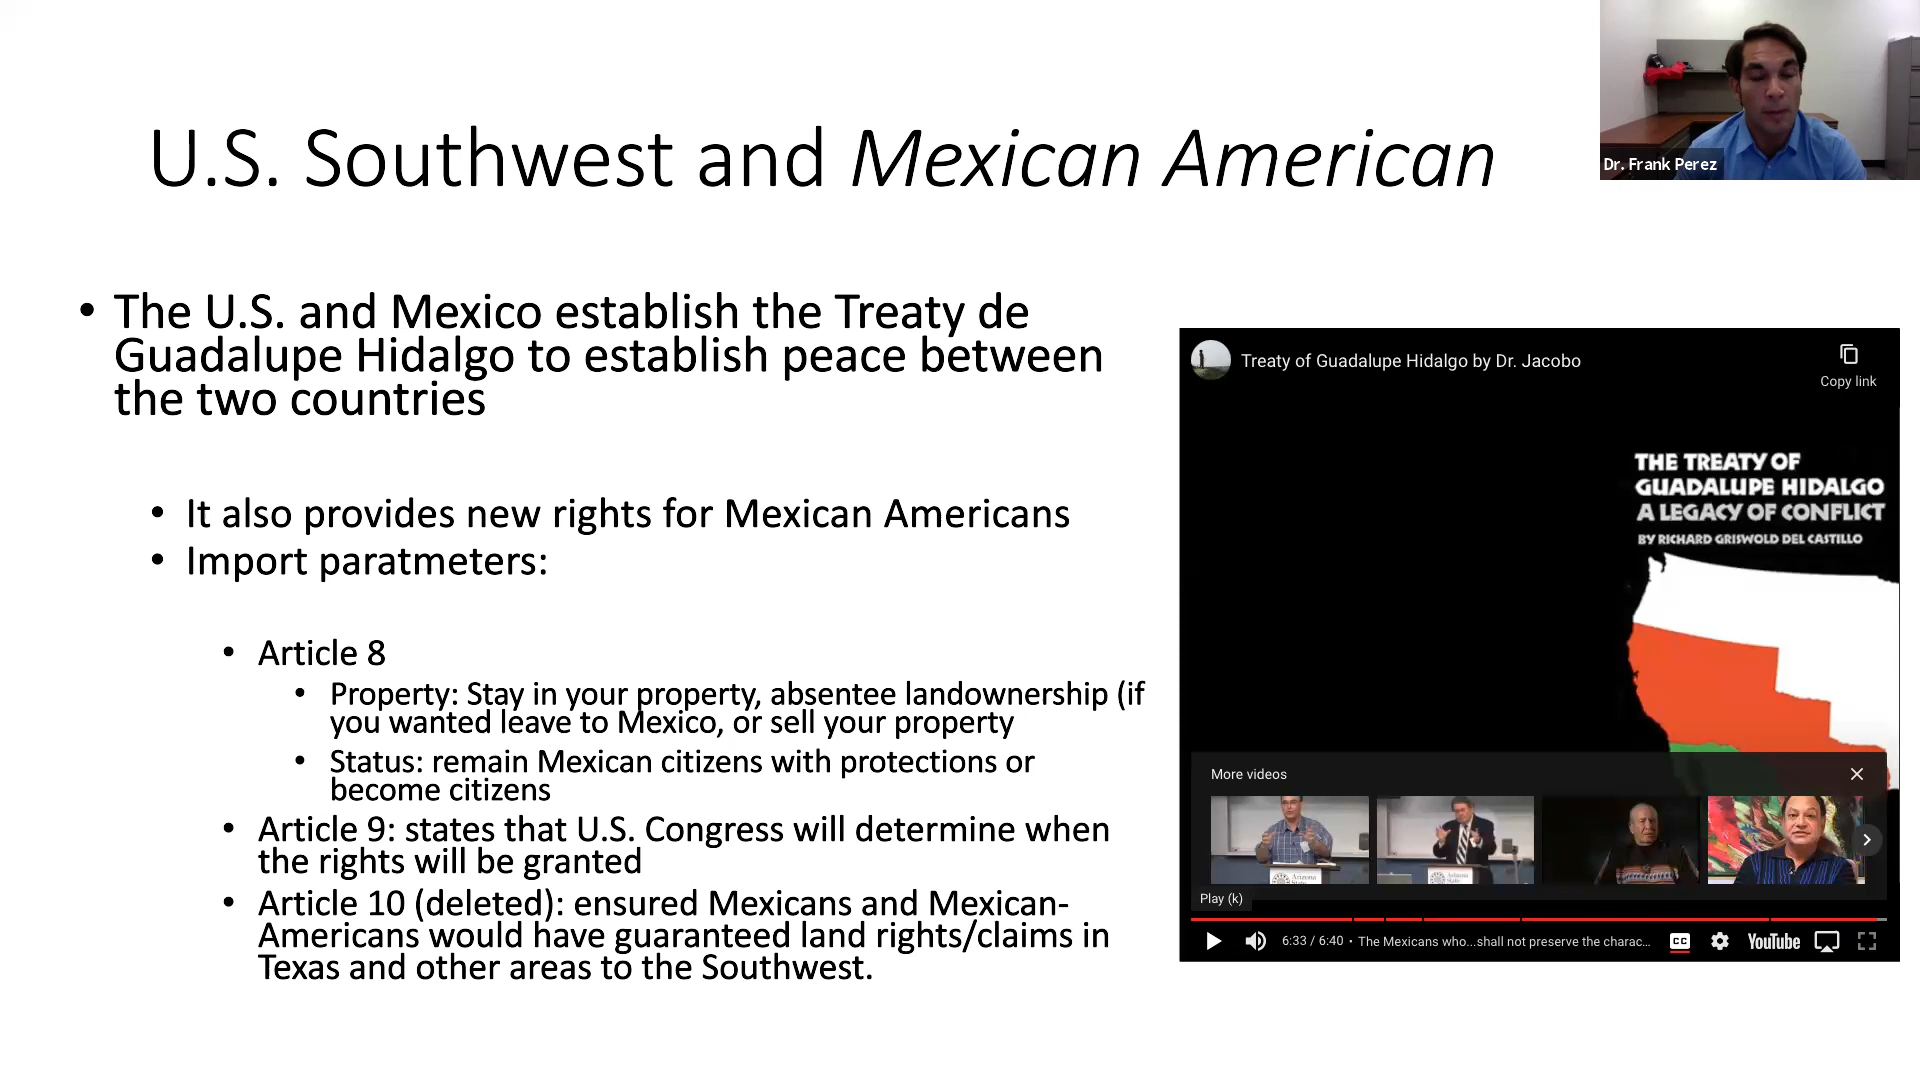 U.S. Southwest and Mexican American
Dr. Frank Perez
• The U.S. and Mexico establish the Treaty de
Guadalupe Hidalgo to establish peace between
the two countries
• It also provides new rights for Mexican Americans
• Import paratmeters:
• Article 8
• Property: Stay in your property, absentee landownership (if
you wanted leave to Mexico, or sell your property
• Status: remain Mexican citizens with protections or
become citizens
• Article 9: states that U.S. Congress will determine when
the rights will be granted
• Article 10 (deleted): ensured Mexicans and Mexican-
Americans would have guaranteed land rights/claims in
Texas and other areas to the Southwest.
Treaty of Guadalupe Hidalgo by Dr. Jacobo
Copy link
THE TREATY OF
GUADALUPE HIDALGO
A LEGACY OF CONFLICT
BY RICHARD GRISWOLD DEL CASTILLO
More videos
Arizona
State
Arizona
State
Play (k)
6:33 / 6:40 • The Mexicans who...shall not preserve the charac...
CC
YouTube